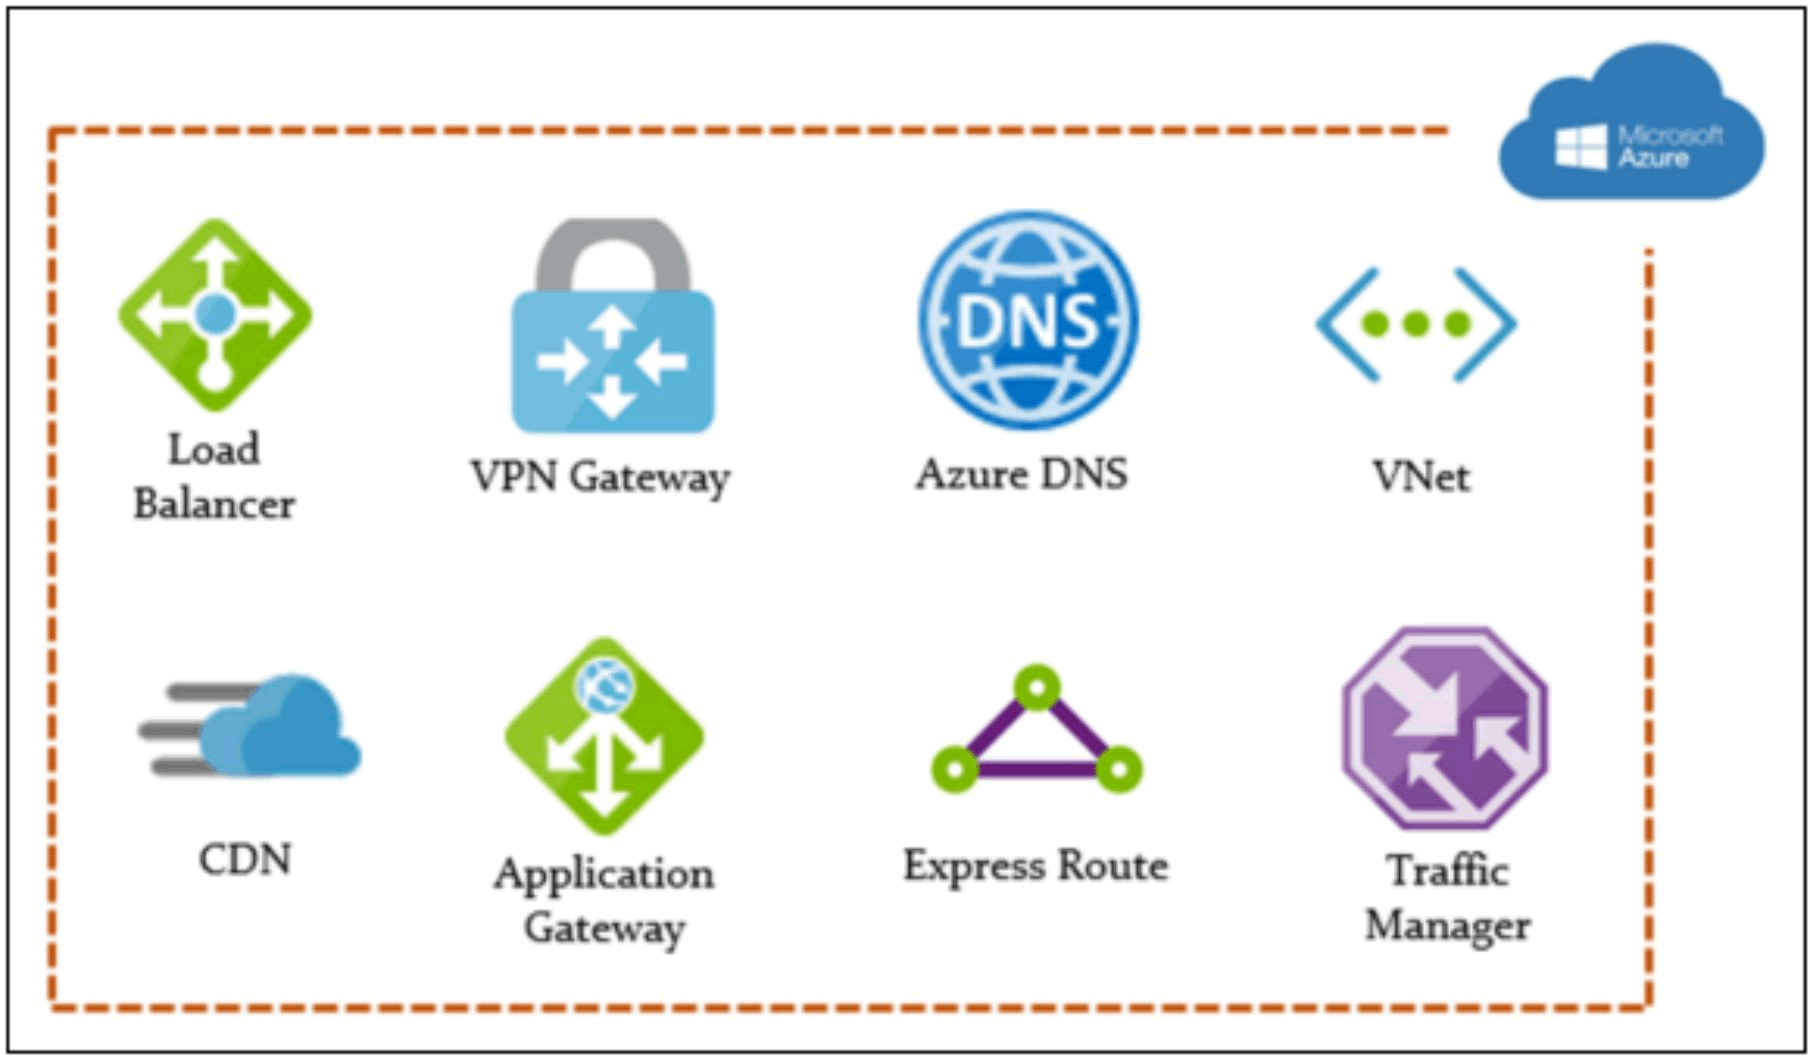 Microsoft
Azure
DNS
Load
Balancer
VPN Gateway
Azure DNS
VNet
CDN
Application
Gateway
Express Route
Traffic
Manager